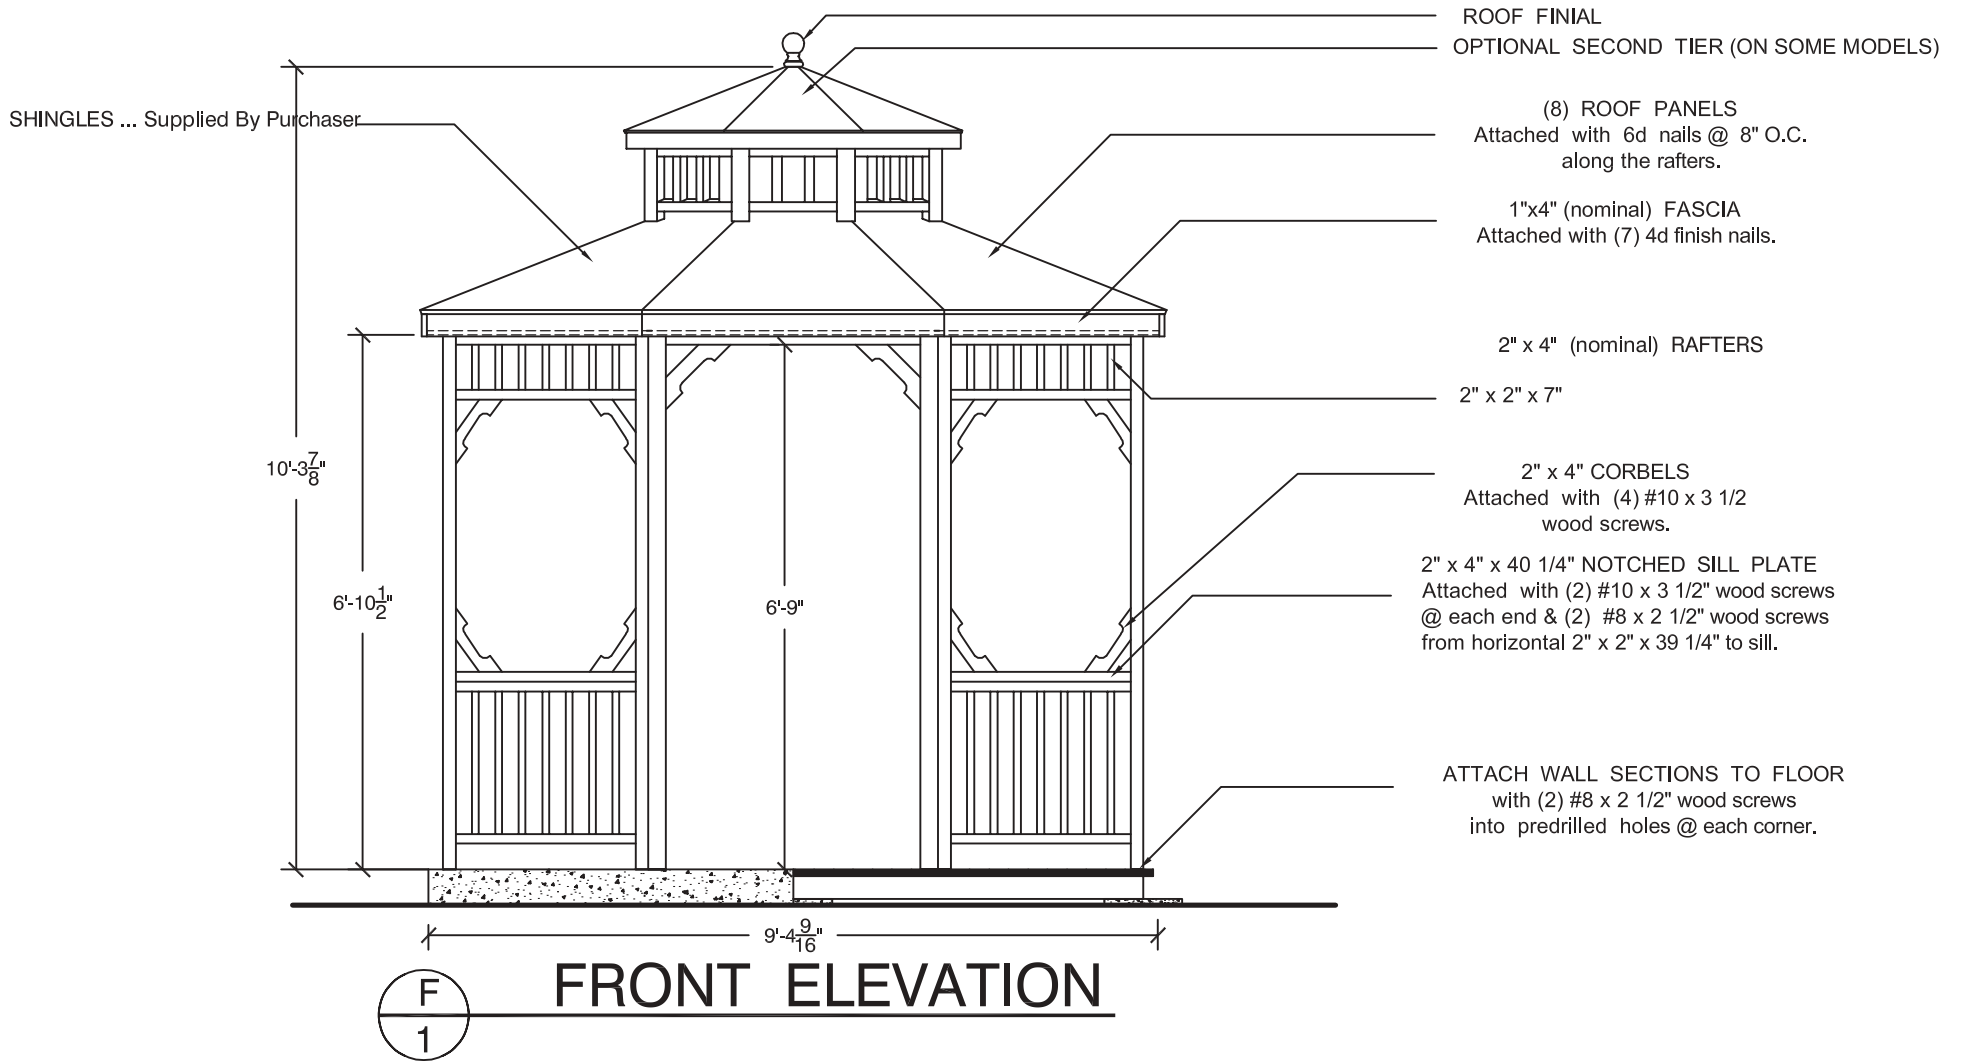 ROOF FINIAL
OPTIONAL SECOND TIER (ON SOME MODELS)
SHINGLES ... Supplied By Purchaser
(8) ROOF PANELS
Attached with 6d nails @ 8" O.C.
along the rafters.
1"x4" (nominal) FASCIA
Attached with (7) 4d finish nails.
2" x 4" (nominal) RAFTERS
2" x 2" x 7"
10'-3 7/8"
2" x 4" CORBELS
Attached with (4) #10 x 3 1/2
wood screws.
6'-10 1/2"
6'-9"
2" x 4" x 40 1/4" NOTCHED SILL PLATE
Attached with (2) #10 x 3 1/2" wood screws
@ each end & (2) #8 x 2 1/2" wood screws
from horizontal 2" x 2" x 39 1/4" to sill.
ATTACH WALL SECTIONS TO FLOOR
with (2) #8 x 2 1/2" wood screws
into predrilled holes @ each corner.
9'-4 9/16"
FRONT ELEVATION
F
1